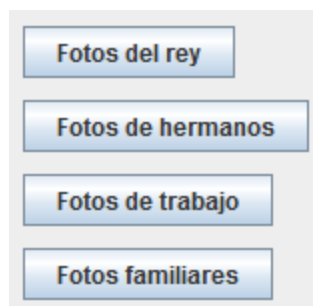 Fotos del rey
Fotos de hermanos
Fotos de trabajo
Fotos familiares